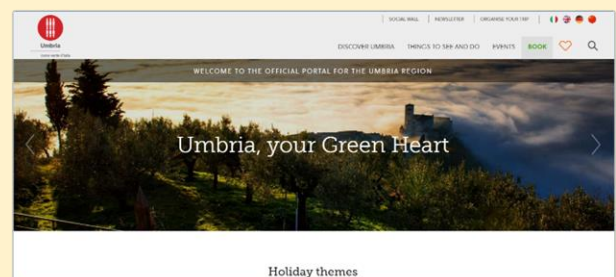 SOCIAL WALL
NEWSLETTER
ORGANISE YOUR TRIP
Umbria
DISCOVER UMBRIA
THINGS TO SEE AND DO
EVENTS
BOOK
WELCOME TO THE OFFICIAL PORTAL FOR THE UMBRIA REGION
Umbria, your Green Heart
Holiday themes